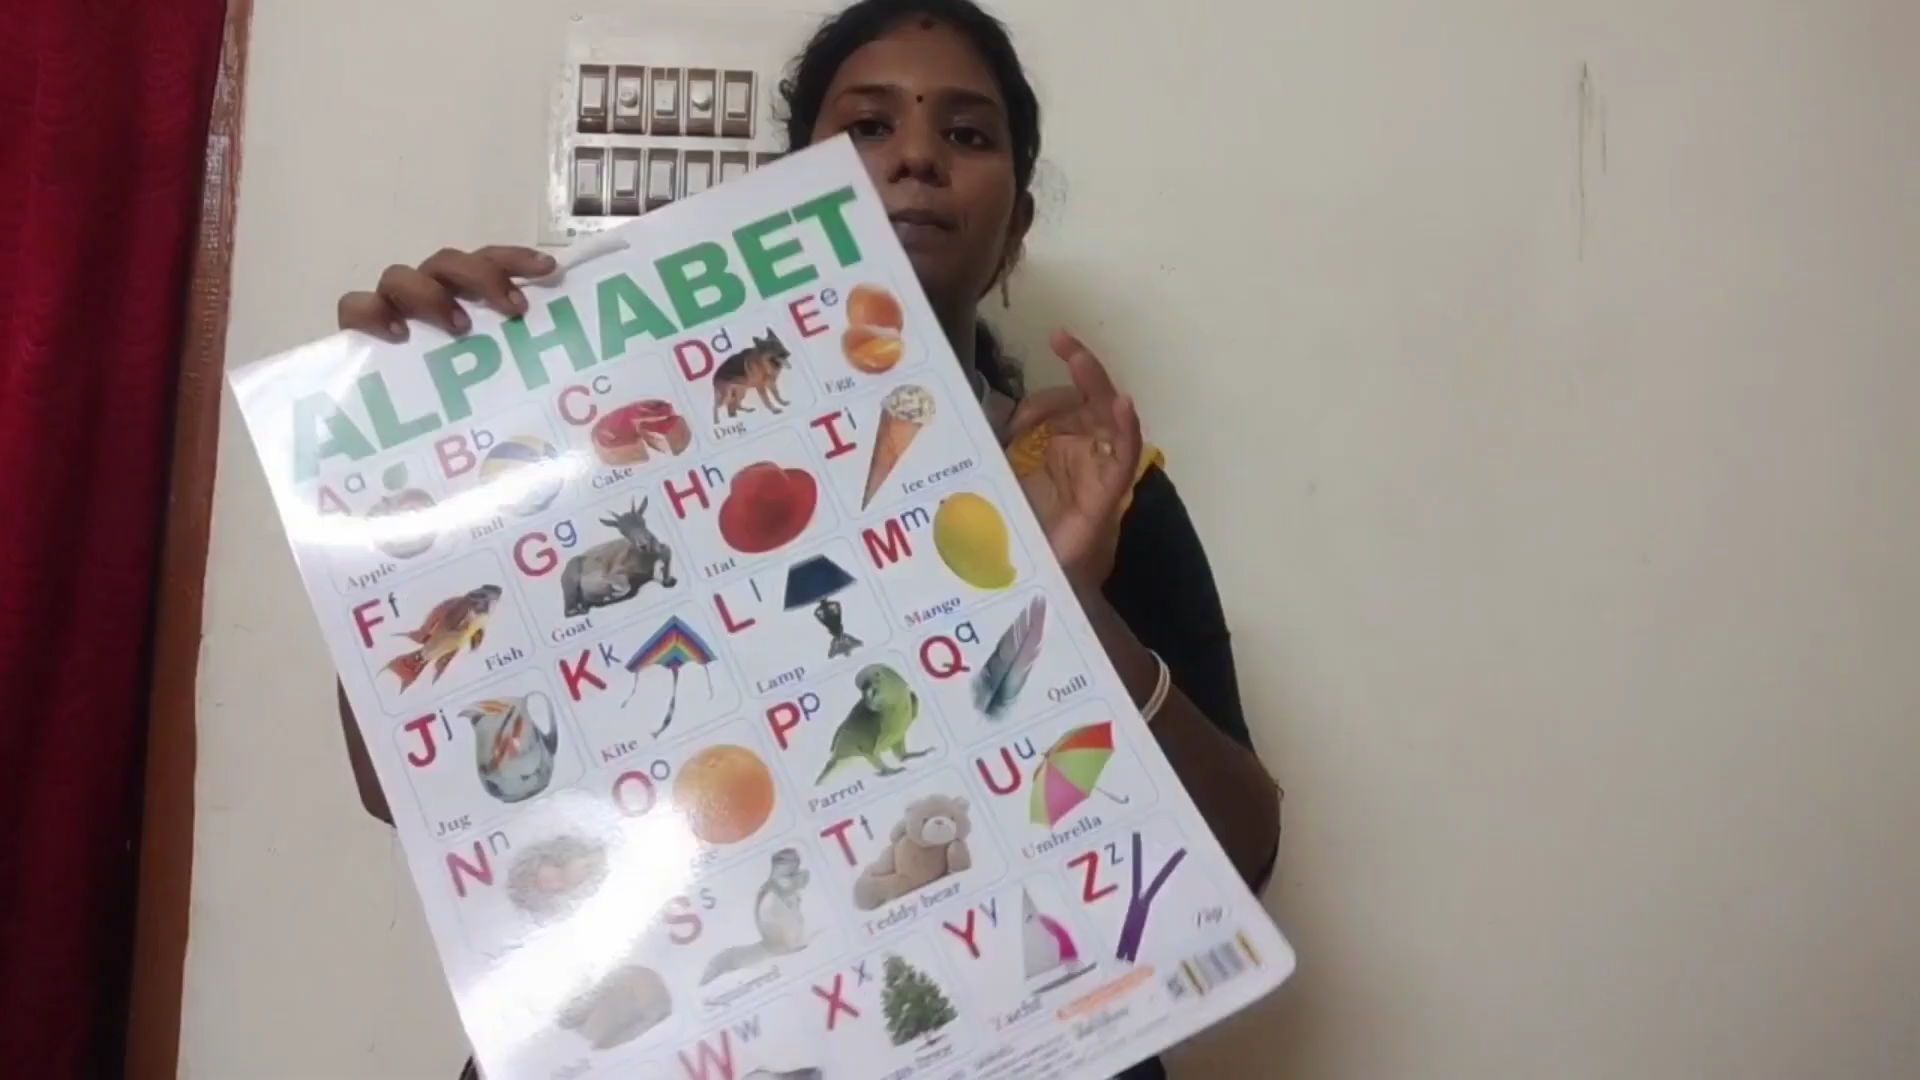 ALPHABET
Aa
Apple
Bb
Ball
Cc
Cake
Dd
Dog
Ee
Egg
Ff
Fish
Gg
Goat
Hh
Hat
Ii
Ice cream
Jj
Jug
Kk
Kite
Ll
Lamp
Mm
Mango
Nn
Oo
Pp
Parrot
Qq
Quill
Ss
Squirrel
Tt
Teddy bear
Uu
Umbrella
Ww
Xx
Yy
Zz